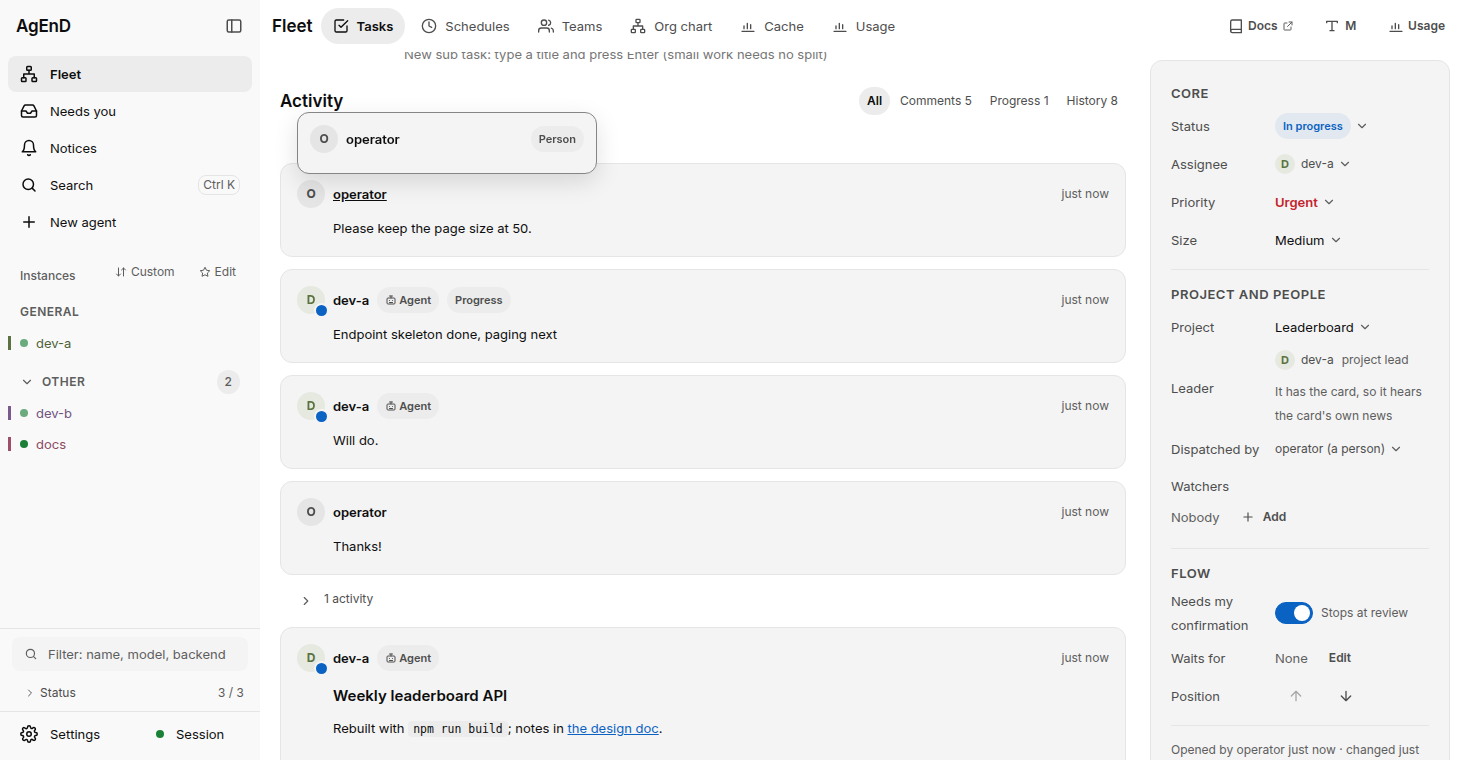 AgEnD
Fleet
Needs you
Notices
Search Ctrl K
New agent
Instances Custom Edit
GENERAL
dev-a
OTHER 2
dev-b
docs
Filter: name, model, backend
Status 3 / 3
Settings Session
Fleet Tasks Schedules Teams Org chart Cache Usage Docs M Usage
New sub task: type a title and press Enter (small work needs no split)
Activity All Comments 5 Progress 1 History 8
O operator Person
O operator just now
Please keep the page size at 50.
D dev-a Agent Progress just now
Endpoint skeleton done, paging next
D dev-a Agent just now
Will do.
O operator just now
Thanks!
1 activity
D dev-a Agent just now
Weekly leaderboard API
Rebuilt with npm run build; notes in the design doc.
CORE
Status In progress
Assignee D dev-a
Priority Urgent
Size Medium
PROJECT AND PEOPLE
Project Leaderboard
D dev-a project lead
Leader It has the card, so it hears
the card's own news
Dispatched by operator (a person)
Watchers
Nobody Add
FLOW
Needs my
confirmation Stops at review
Waits for None Edit
Position
Opened by operator just now · changed just